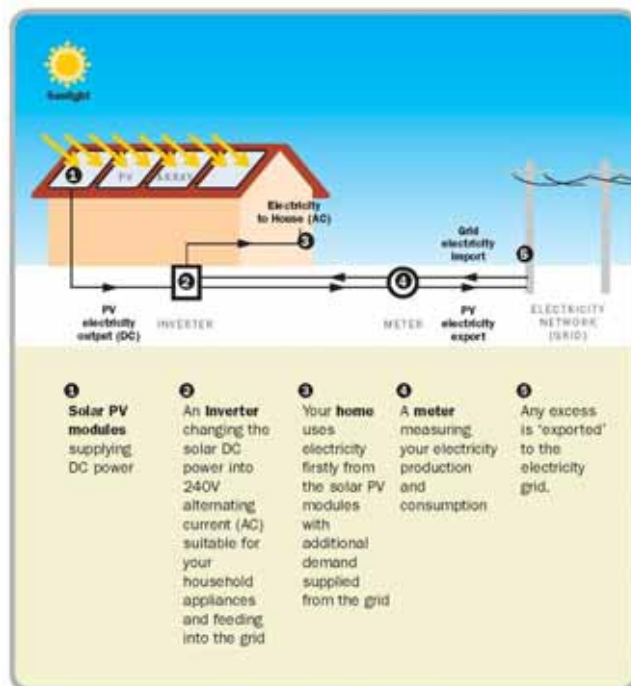 Sunlight
1
PV ARRAY
Electricity
to House (AC)
3
Grid
electricity
import
5
2
4
PV
electricity
output (DC)
INVERTER
METER
PV
electricity
export
ELECTRICITY
NETWORK
(GRID)
1
Solar PV
modules
supplying
DC power
2
An Inverter
changing the
solar DC
power into
240V
alternating
current (AC)
suitable for
your
household
appliances
and feeding
into the grid
3
Your home
uses
electricity
firstly from
the solar PV
modules
with
additional
demand
supplied
from the grid
4
A meter
measuring
your electricity
production
and
consumption
5
Any excess
is 'exported'
to the
electricity
grid.